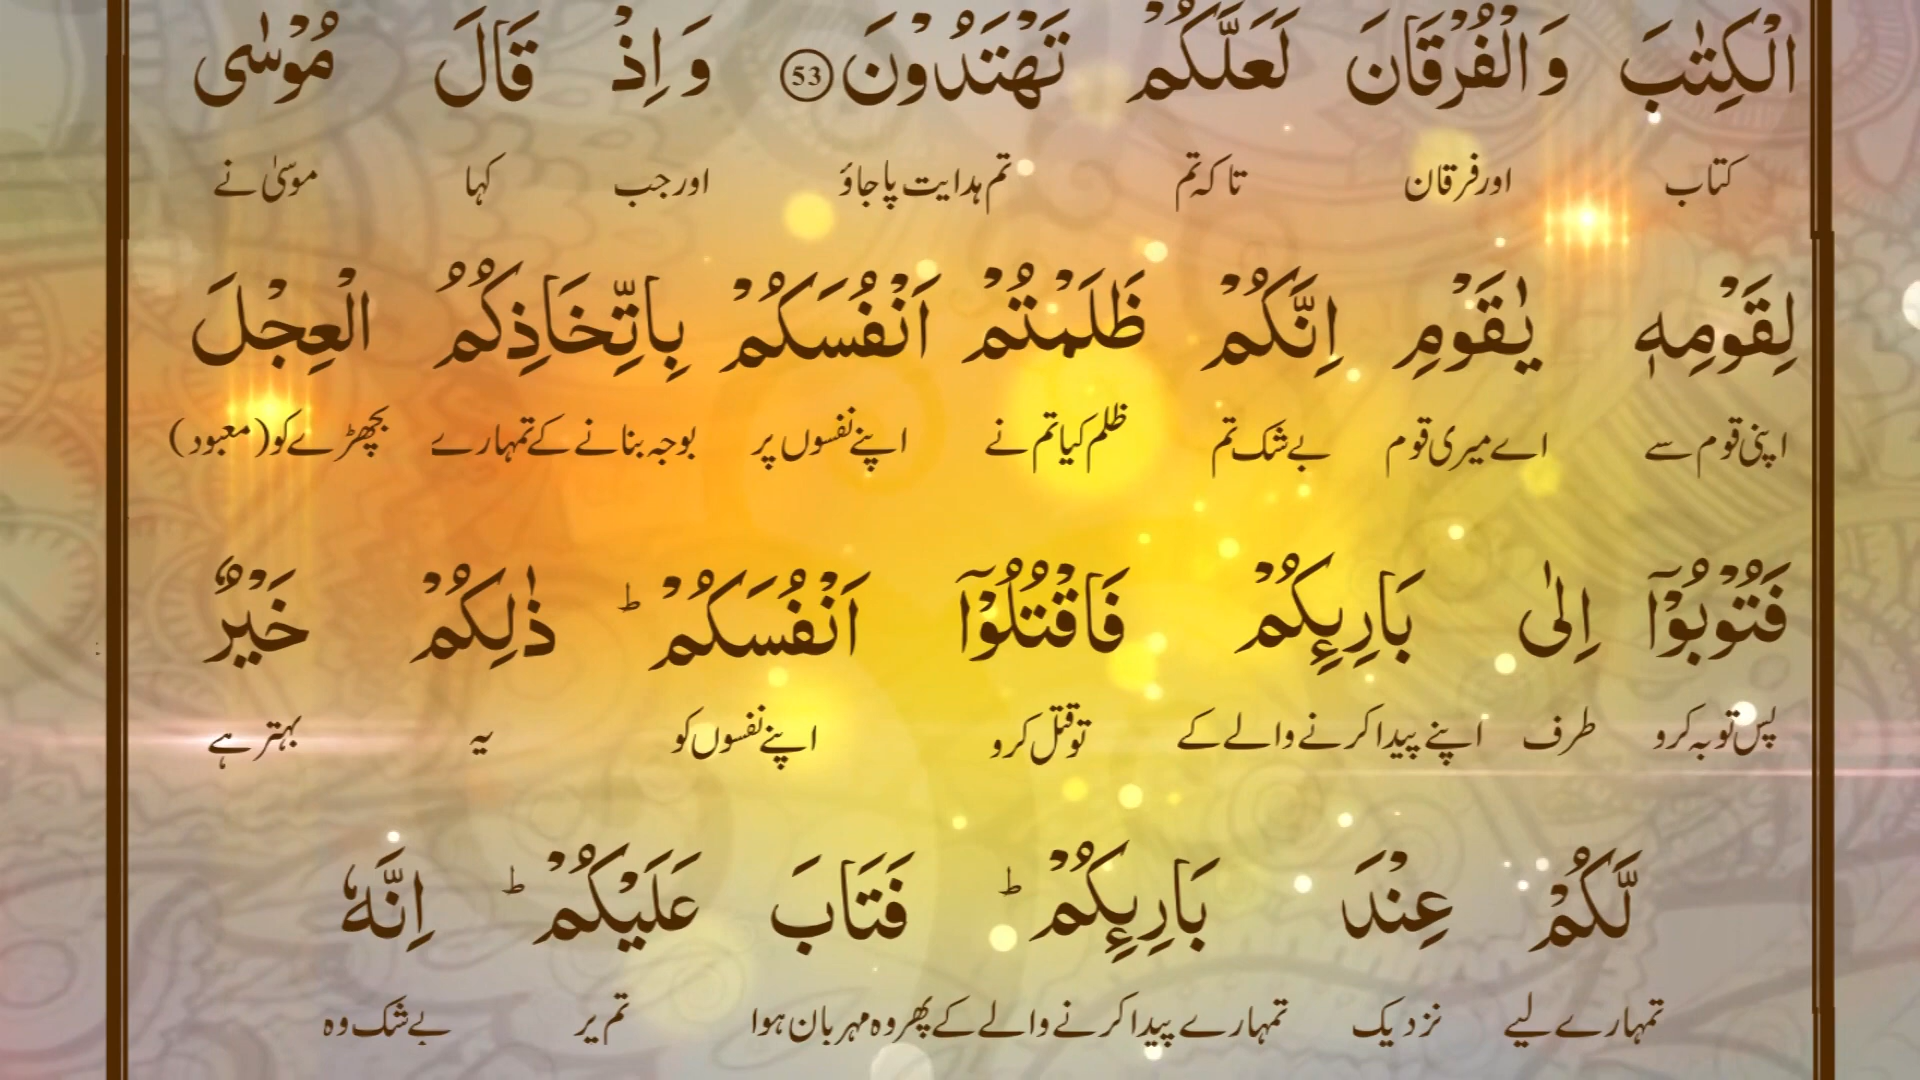 الْكِتٰبَ وَالْفُرْقَانَ لَعَلَّكُمْ تَهْتَدُوْنَ ﴿53﴾ وَ اِذْ قَالَ مُوْسٰى
کتاب اور فرقان تا کہ تم تم ہدایت پا جاؤ اور جب کہا موسیٰ نے
لِقَوْمِهٖ يٰقَوْمِ اِنَّكُمْ ظَلَمْتُمْ اَنْفُسَكُمْ بِاتِّخَاذِكُمُ الْعِجْلَ
اپنی قوم سے اے میری قوم بے شک تم ظلم کیا تم نے اپنے نفسوں پر بوجہ بنانے کے تمہارے بچھڑے کو (معبود)
فَتُوْبُوْۤا اِلٰى بَارِىِٕكُمْ فَاقْتُلُوْۤا اَنْفُسَكُمْ ؕ ذٰلِكُمْ خَيْرٌ
پس توبہ کرو طرف اپنے پیدا کرنے والے کے تو قتل کرو اپنے نفسوں کو یہ بہتر ہے
لَّكُمْ عِنْدَ بَارِىِٕكُمْ ؕ فَتَابَ عَلَيْكُمْ ؕ اِنَّهٗ
تمہارے لیے نزدیک تمہارے پیدا کرنے والے کے پھر وہ مہربان ہوا تم پر بے شک وہ